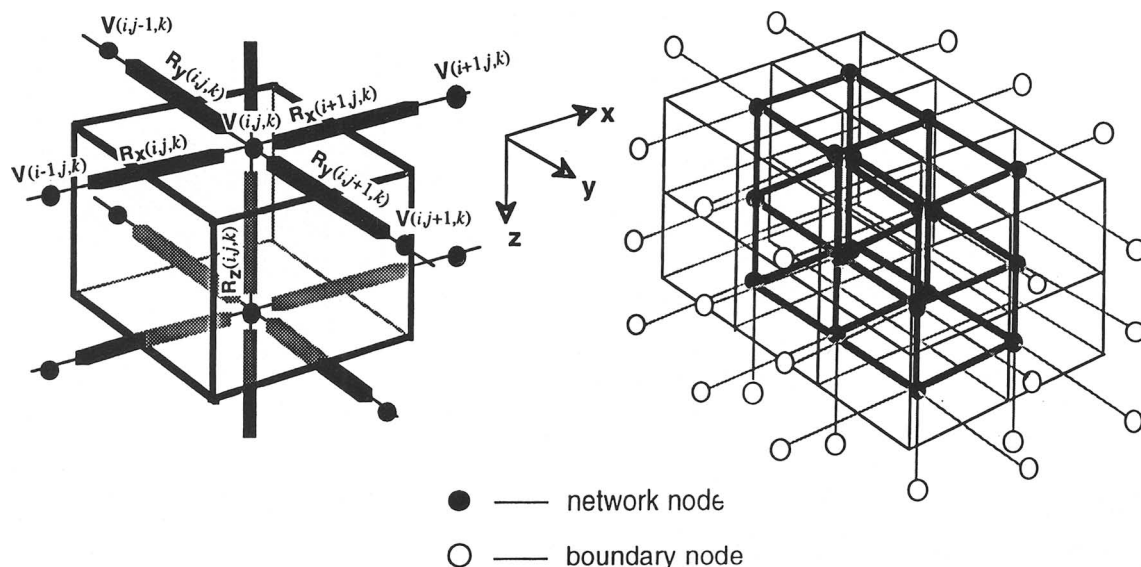 V(i,j-1,k)
Ry(i,j,k)
V(i+1,j,k)
V(i,j,k)
Rx(i+1,j,k)
V(i-1,j,k)
Rx(i,j,k)
Ry(i,j+1,k)
V(i,j+1,k)
Rz(i,j,k)
x
y
z
network node
boundary node